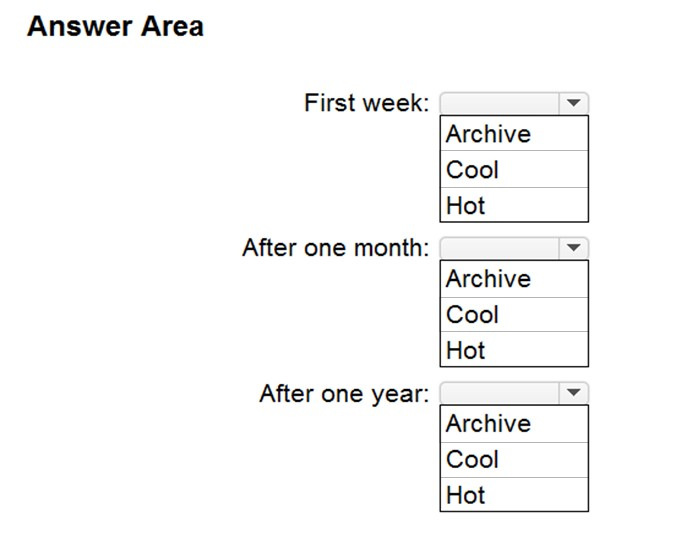 Answer Area
First week:
Archive
Cool
Hot
After one month:
Archive
Cool
Hot
After one year:
Archive
Cool
Hot